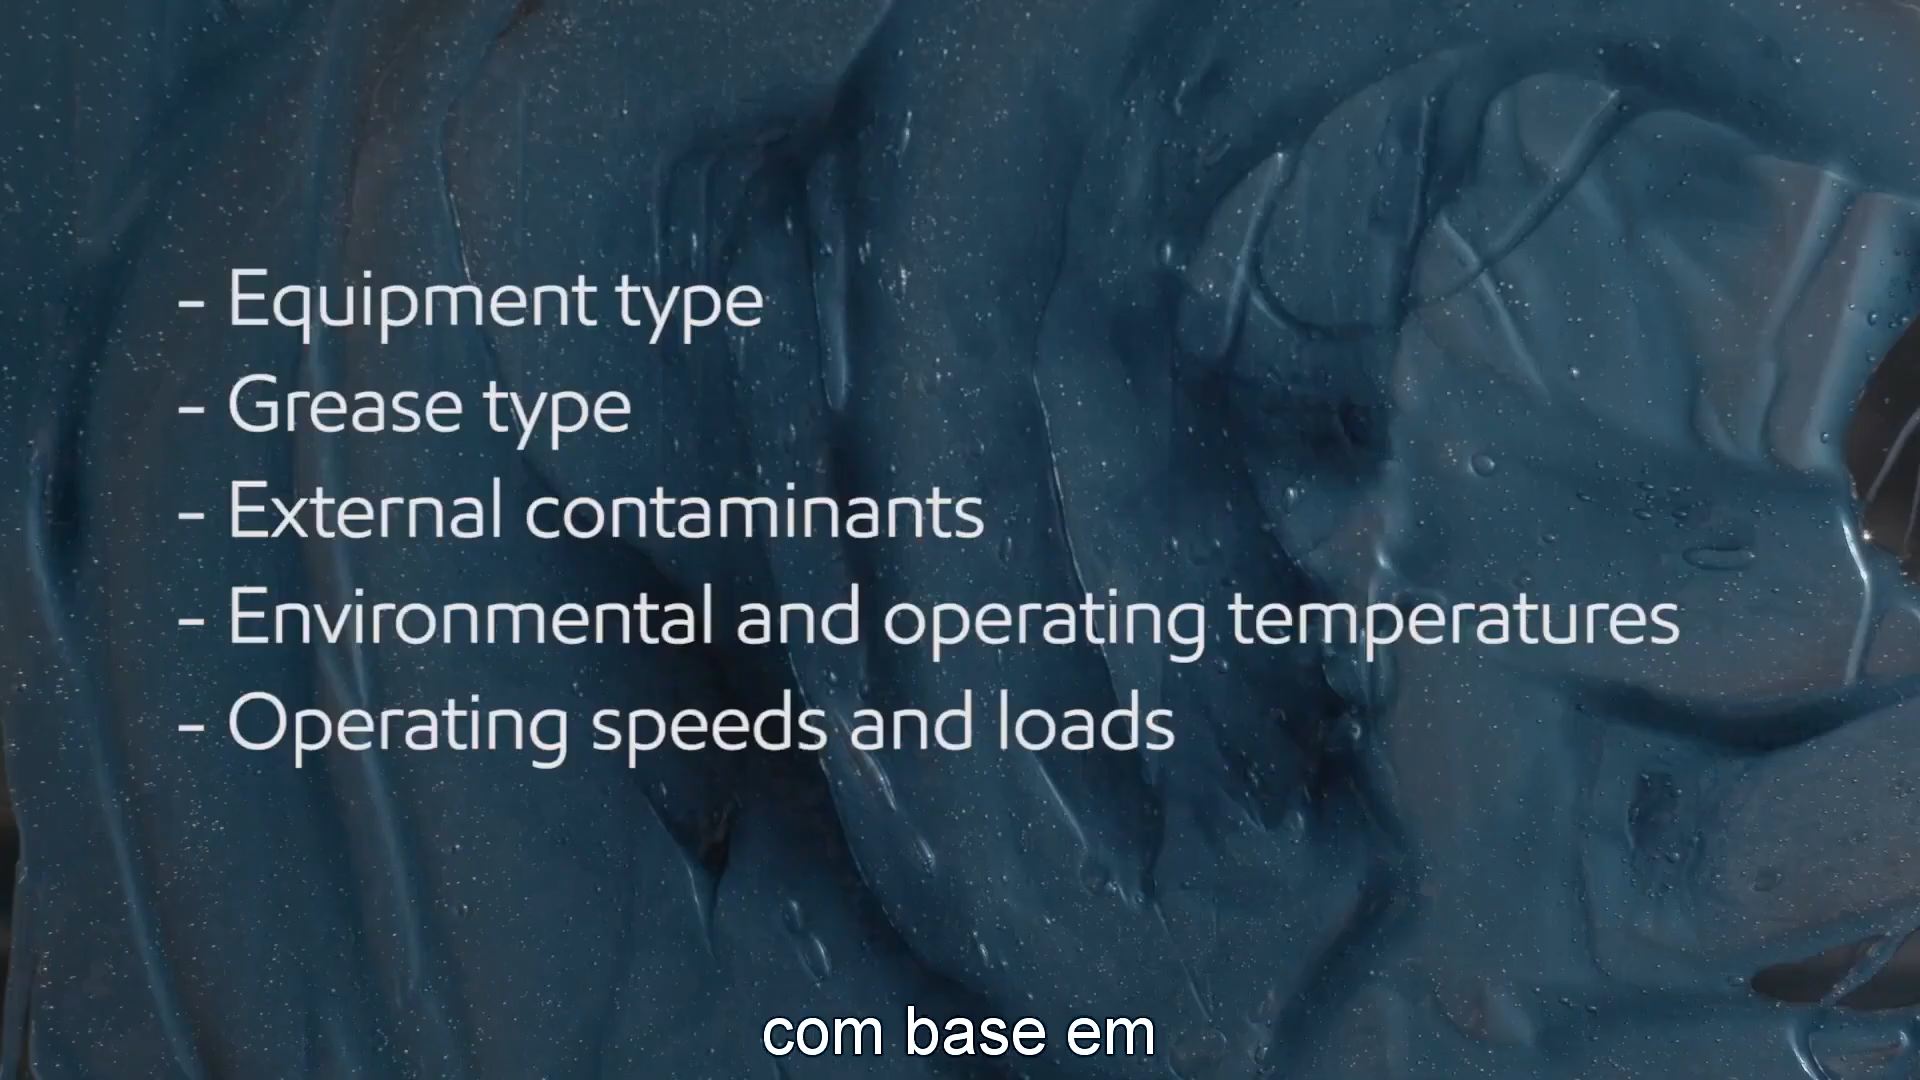 - Equipment type
- Grease type
- External contaminants
- Environmental and operating temperatures
- Operating speeds and loads
com base em